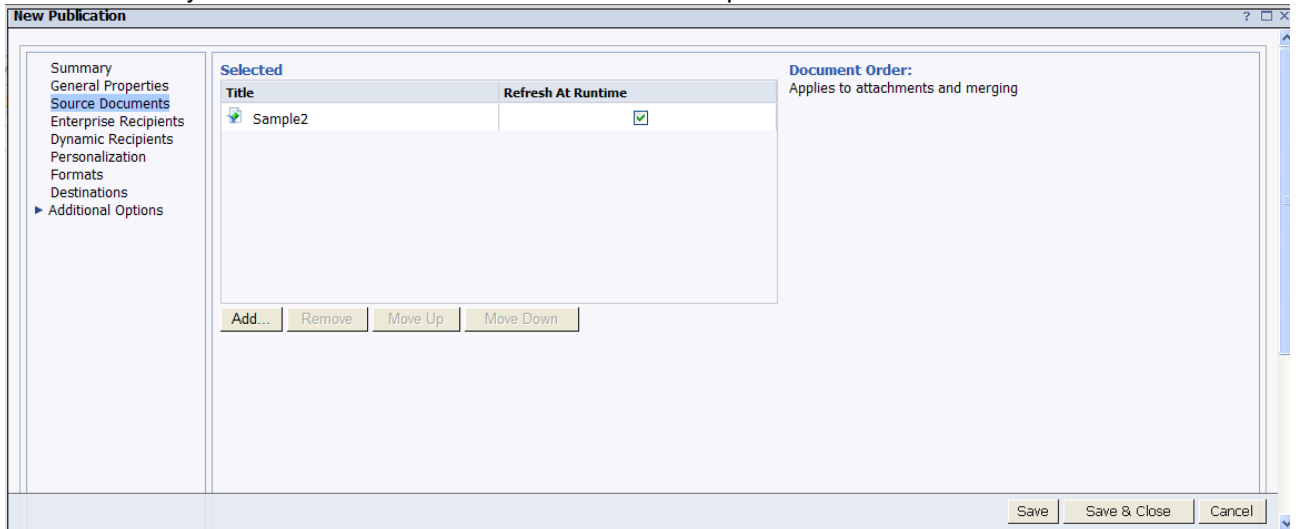 New Publication ?
Summary
General Properties
Source Documents
Enterprise Recipients
Dynamic Recipients
Personalization
Formats
Destinations
Additional Options
Selected
Title Refresh At Runtime
Sample2
Add... Remove Move Up Move Down
Document Order:
Applies to attachments and merging
Save Save & Close Cancel